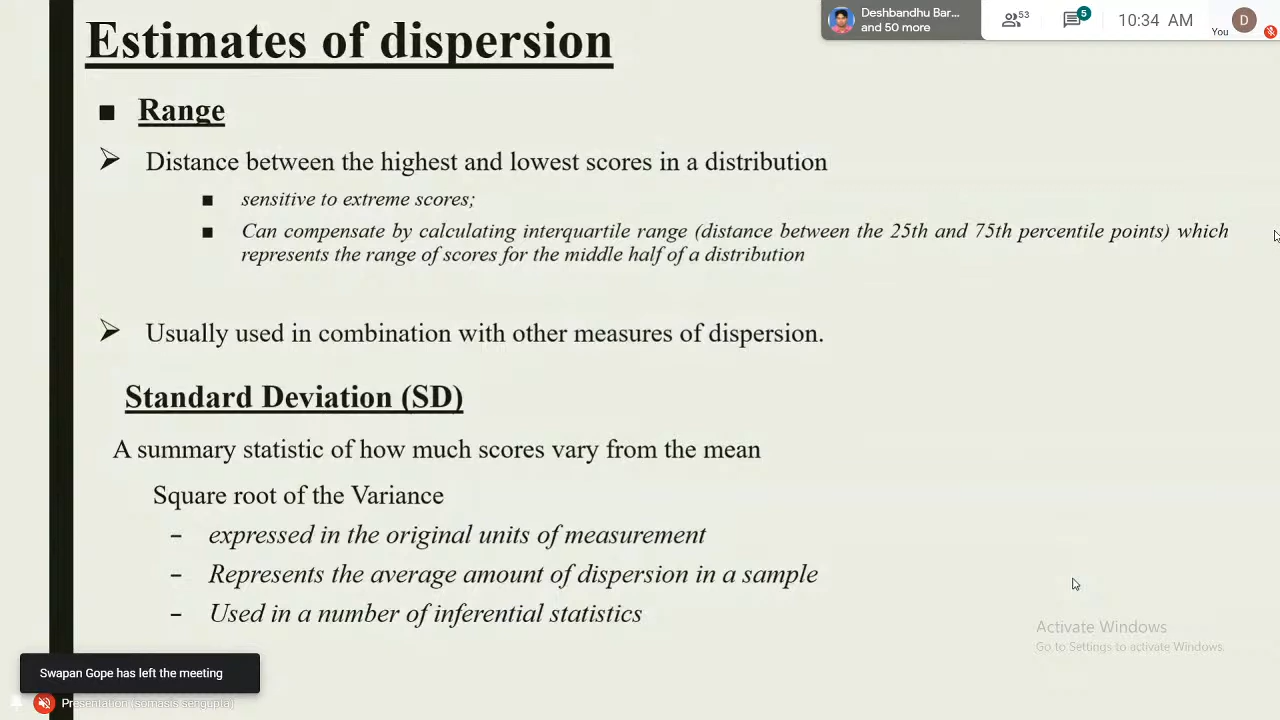 Estimates of dispersion
Deshbandhu Bar...
and 50 more
53
5
10:34 AM
You
D
Range
Distance between the highest and lowest scores in a distribution
sensitive to extreme scores;
Can compensate by calculating interquartile range (distance between the 25th and 75th percentile points) which
represents the range of scores for the middle half of a distribution
Usually used in combination with other measures of dispersion.
Standard Deviation (SD)
A summary statistic of how much scores vary from the mean
Square root of the Variance
– expressed in the original units of measurement
– Represents the average amount of dispersion in a sample
– Used in a number of inferential statistics
Activate Windows
Go to Settings to activate Windows.
Swapan Gope has left the meeting
Presentation (somasis sengupta)